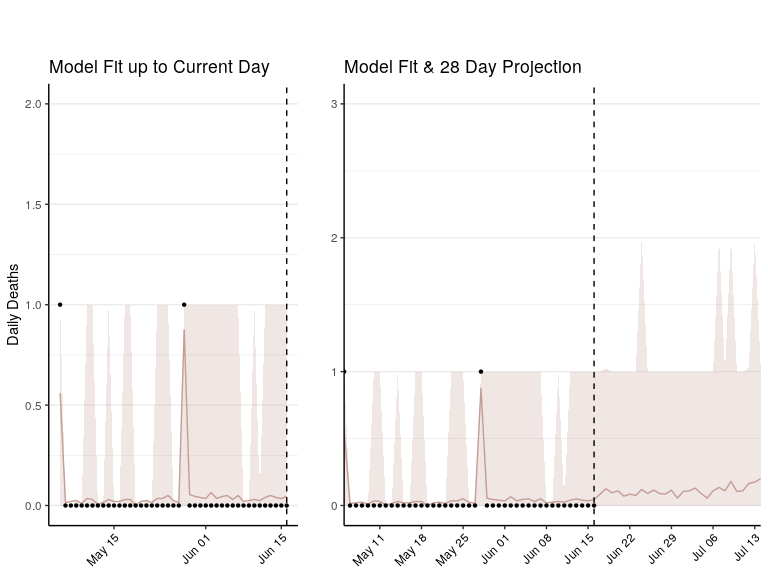 Model Fit up to Current Day
Model Fit & 28 Day Projection
Daily Deaths
2.0
1.5
1.0
0.5
0.0
May 15
Jun 01
Jun 15
3
2
1
0
May 11
May 18
May 25
Jun 01
Jun 08
Jun 15
Jun 22
Jun 29
Jul 06
Jul 13